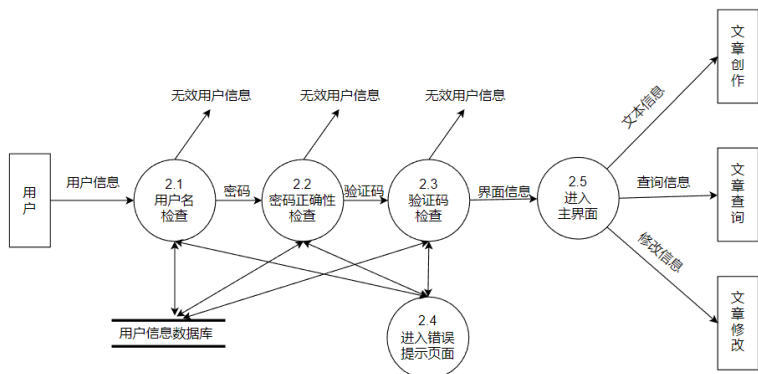 文
章
创
作
无效用户信息
无效用户信息
无效用户信息
文本信息
用
户
用户信息
2.1
用户名
检查
密码
2.2
密码正确性
检查
验证码
2.3
验证码
检查
界面信息
2.5
进入
主界面
查询信息
文
章
查
询
修改信息
用户信息数据库
2.4
进入错误
提示页面
文
章
修
改